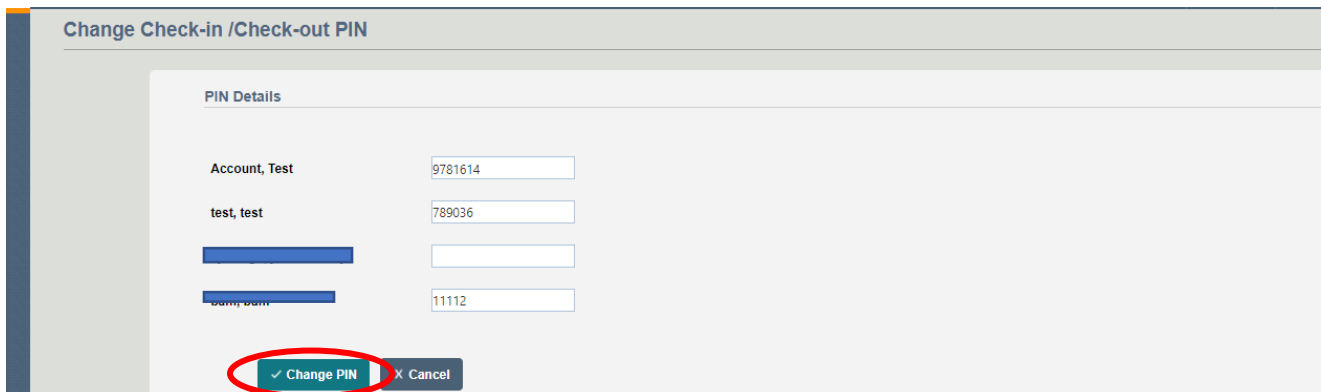 Change Check-in /Check-out PIN
PIN Details
Account, Test 9781614
test, test 789036
11112
✓ Change PIN X Cancel